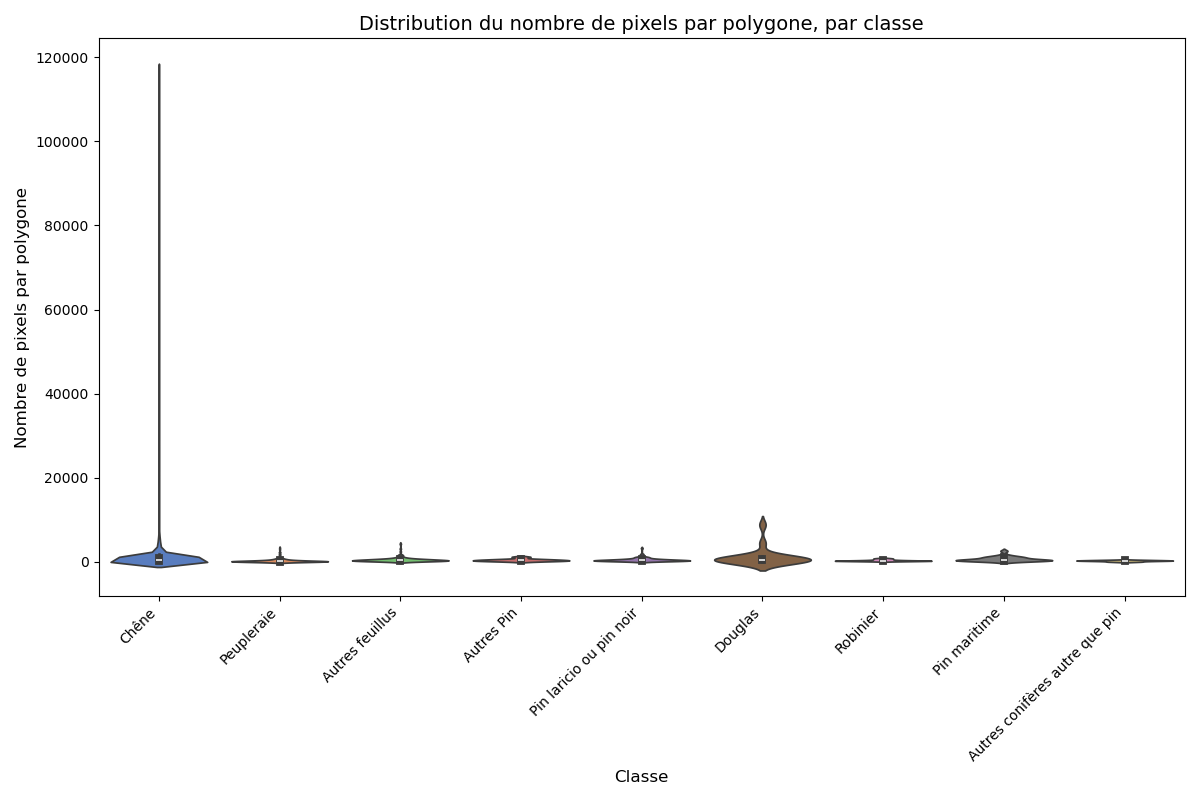 Distribution du nombre de pixels par polygone, par classe
Nombre de pixels par polygone
120000
100000
80000
60000
40000
20000
0
Chêne
Peupleraie
Autres feuillus
Autres Pin
Pin laricio ou pin noir
Douglas
Robinier
Pin maritime
Autres conifères autre que pin
Classe